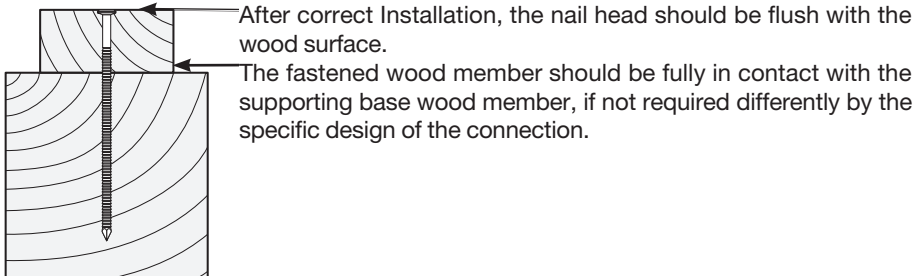 After correct Installation, the nail head should be flush with the
wood surface.
The fastened wood member should be fully in contact with the
supporting base wood member, if not required differently by the
specific design of the connection.